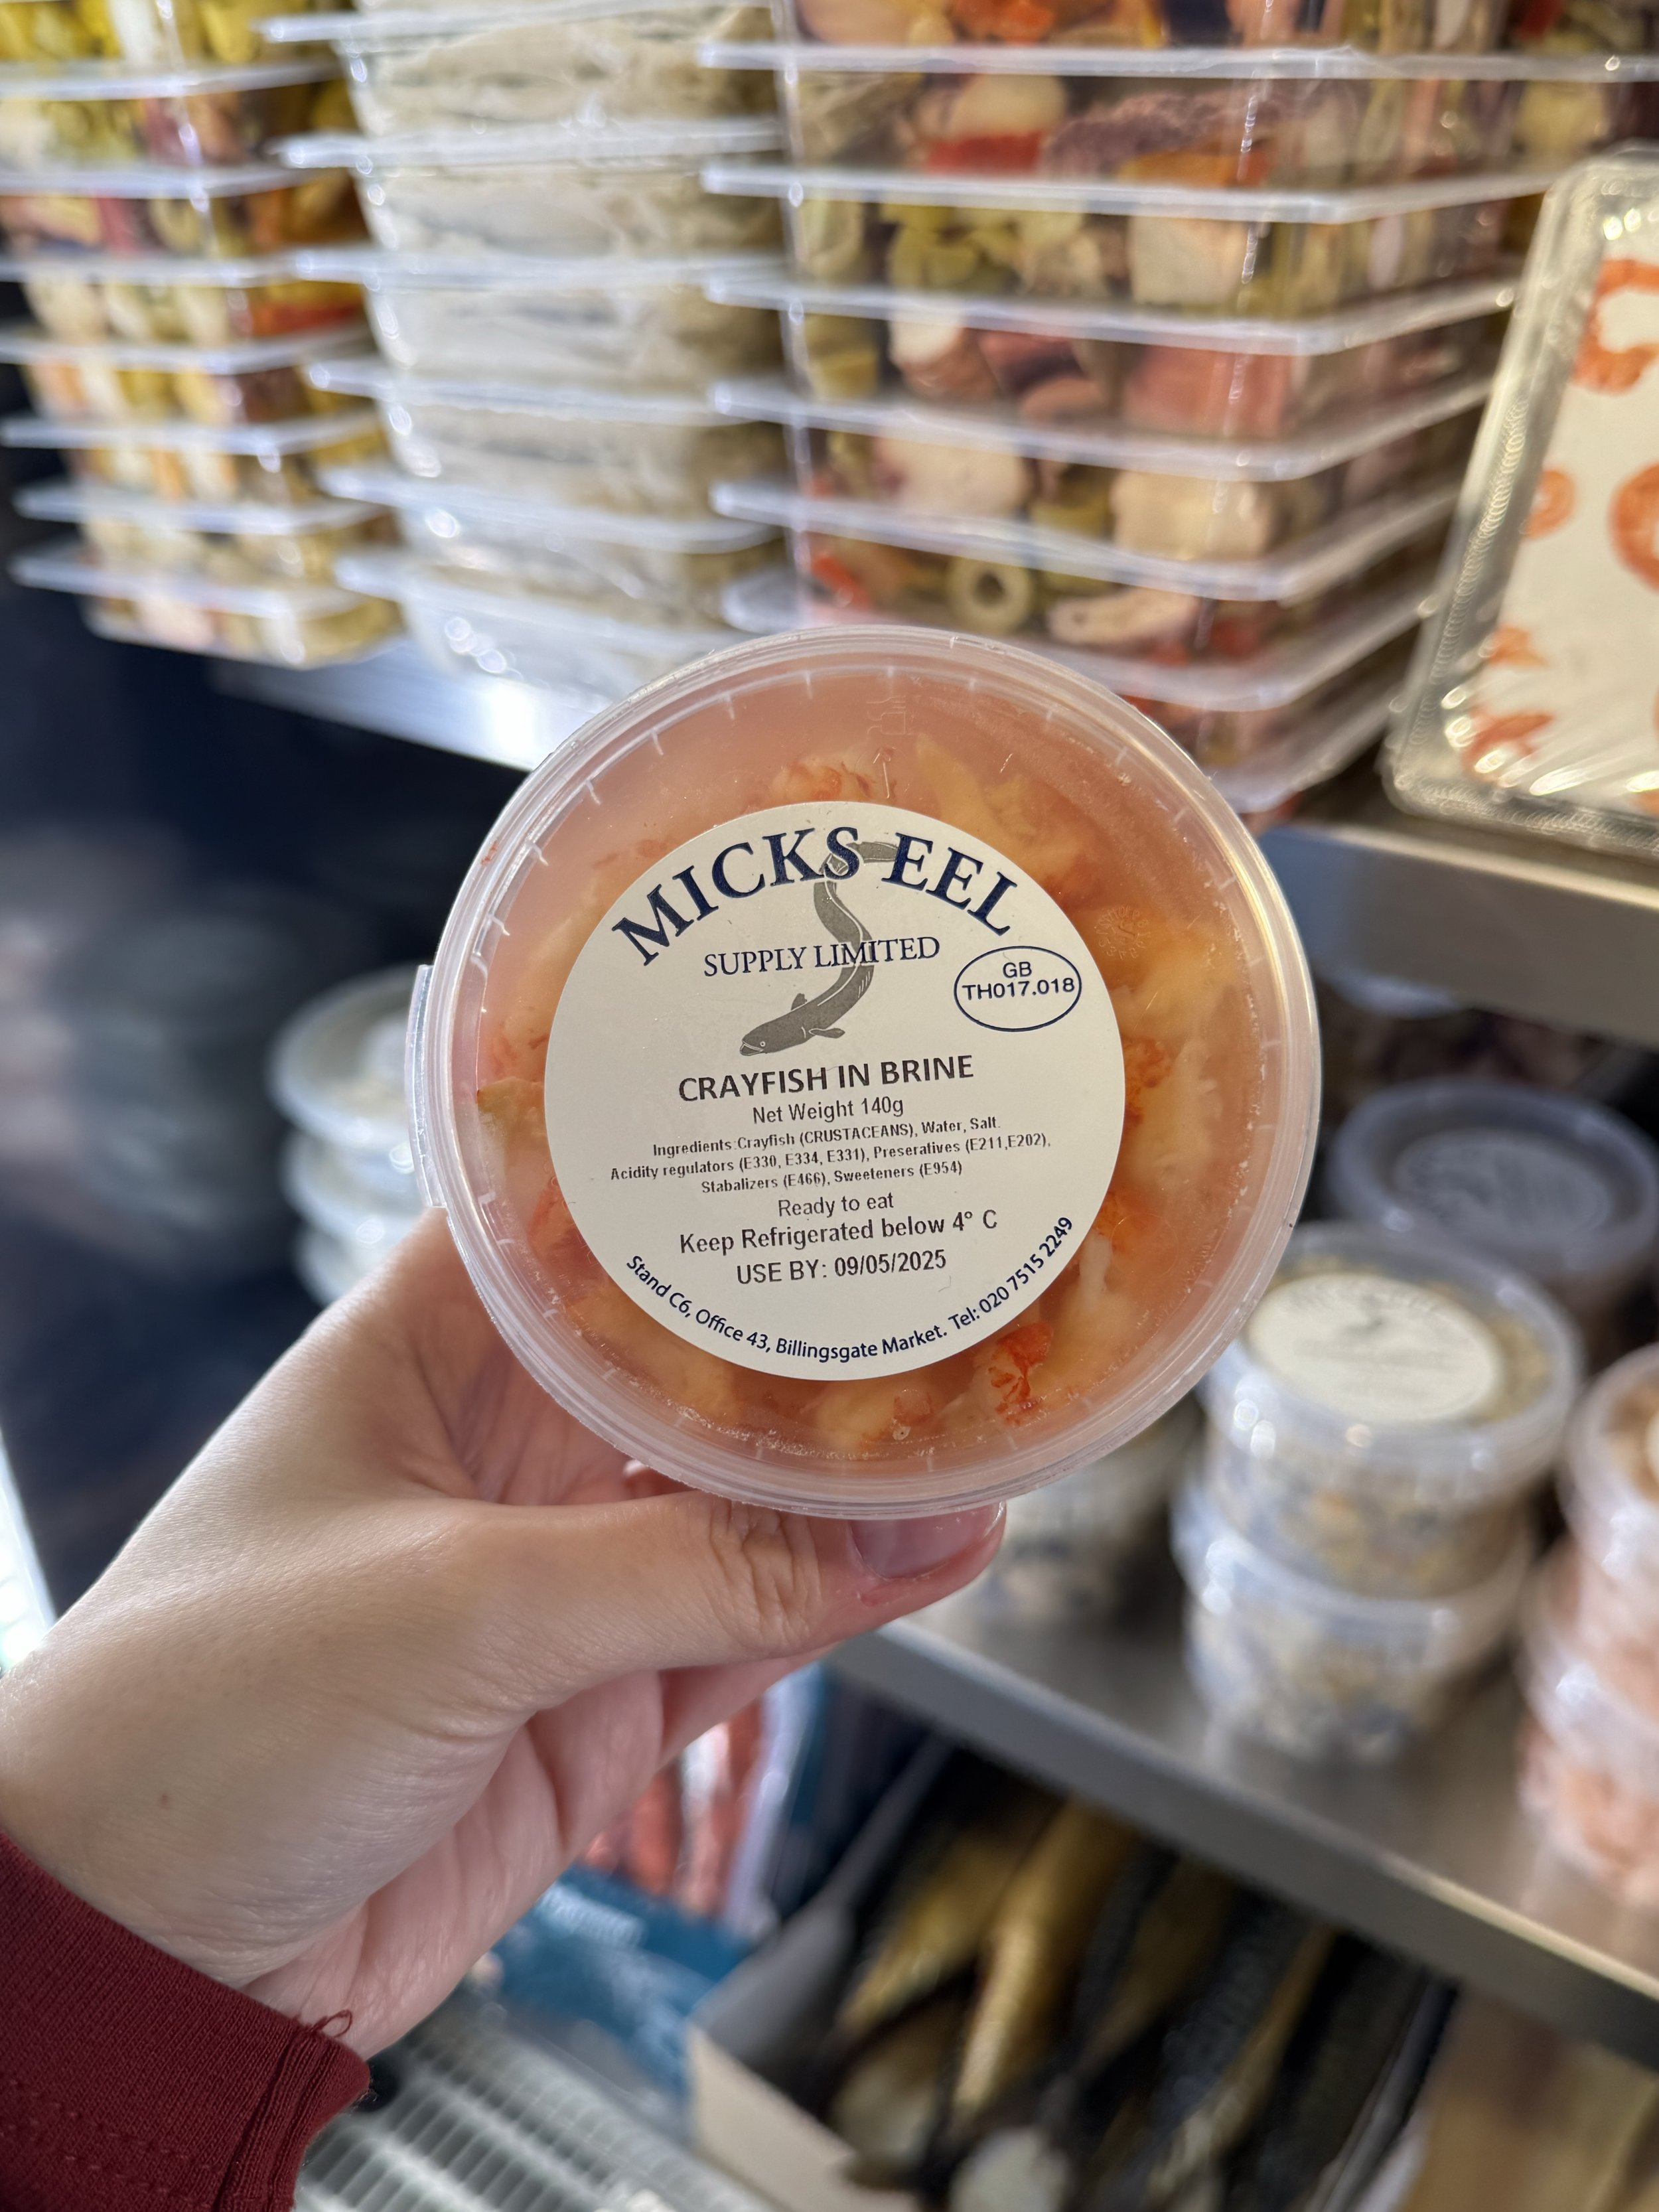 MICKS EEL
SUPPLY LIMITED
GB
TH017.018
CRAYFISH IN BRINE
Net Weight 140g
Ingredients:Crayfish (CRUSTACEANS), Water, Salt.
Acidity regulators (E330, E334, E331), Preseratives (E211,E202),
Stabalizers (E466), Sweeteners (E954)
Ready to eat
Keep Refrigerated below 4° C
USE BY: 09/05/2025
Stand C6, Office 43, Billingsgate Market. Tel: 020 7515 2249